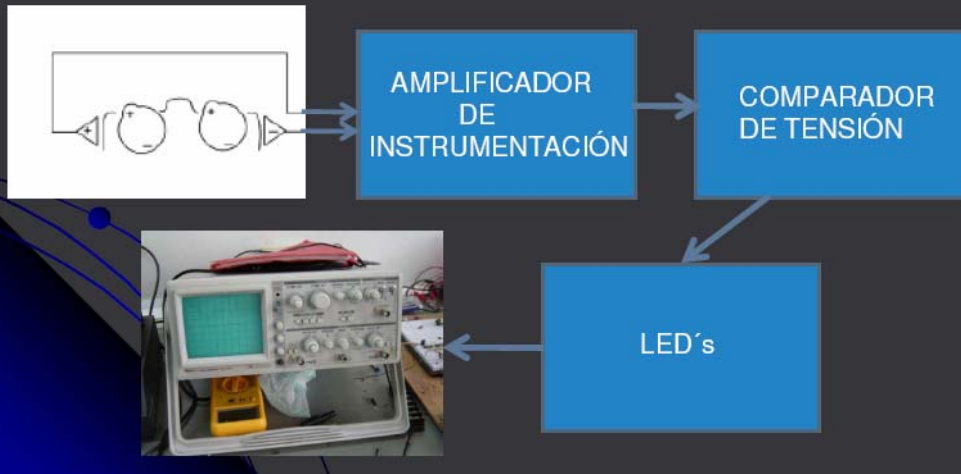 AMPLIFICADOR
DE
INSTRUMENTACIÓN
COMPARADOR
DE TENSIÓN
LED´s